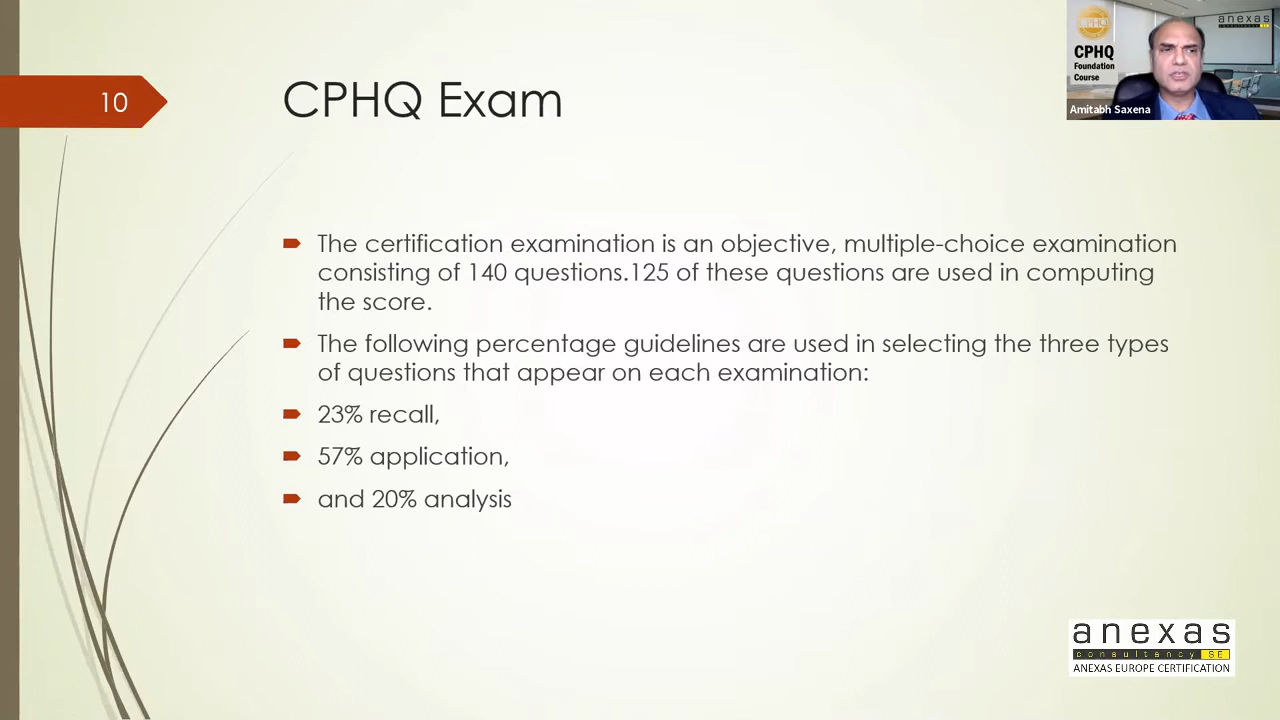 10
CPHQ Exam
The certification examination is an objective, multiple-choice examination
consisting of 140 questions.125 of these questions are used in computing
the score.
The following percentage guidelines are used in selecting the three types
of questions that appear on each examination:
23% recall,
57% application,
and 20% analysis
CPHQ
CPHQ
Foundation
Course
anexas
Amitabh Saxena
anexas
consultancy SE
ANEXAS EUROPE CERTIFICATION